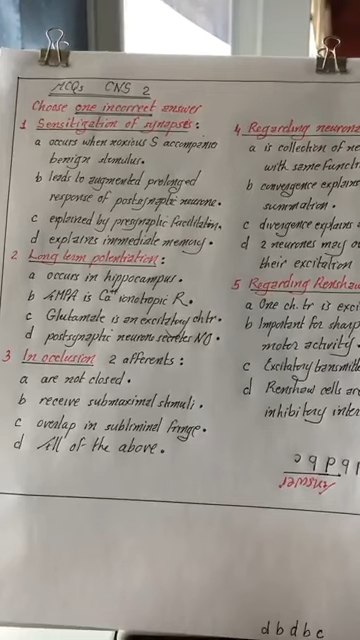 MCQs CNS 2
Choose one incorrect answer
1 Sensitization of synapses:
a occurs when noxious S accompanies
benign stimulus.
b leads to augmented prolonged
response of postsynaptic neurone.
c explained by presynaptic facilitation.
d explains immediate memory.
2 Long term potentiation:
a occurs in hippocampus.
b AMPA is Ca++ ionotropic R.
c Glutamate is an excitatory ch.tr.
d postsynaptic neurone secretes NO.
3 In occlusion 2 afferents:
a are not closed.
b receive submaximal stimuli.
c overlap in subliminal fringe.
d All of the above.
4 Regarding neurone
a is collection of ne
with same functi
b convergence explains
summation.
c divergence explains
d 2 neurones may o
their excitation
5 Regarding Renshaw
a One ch.tr is exci
b Important for sharp
motor activity.
c Excitatory transmitt
d Renshaw cells are
inhibitory inter
Answer
d b d b c